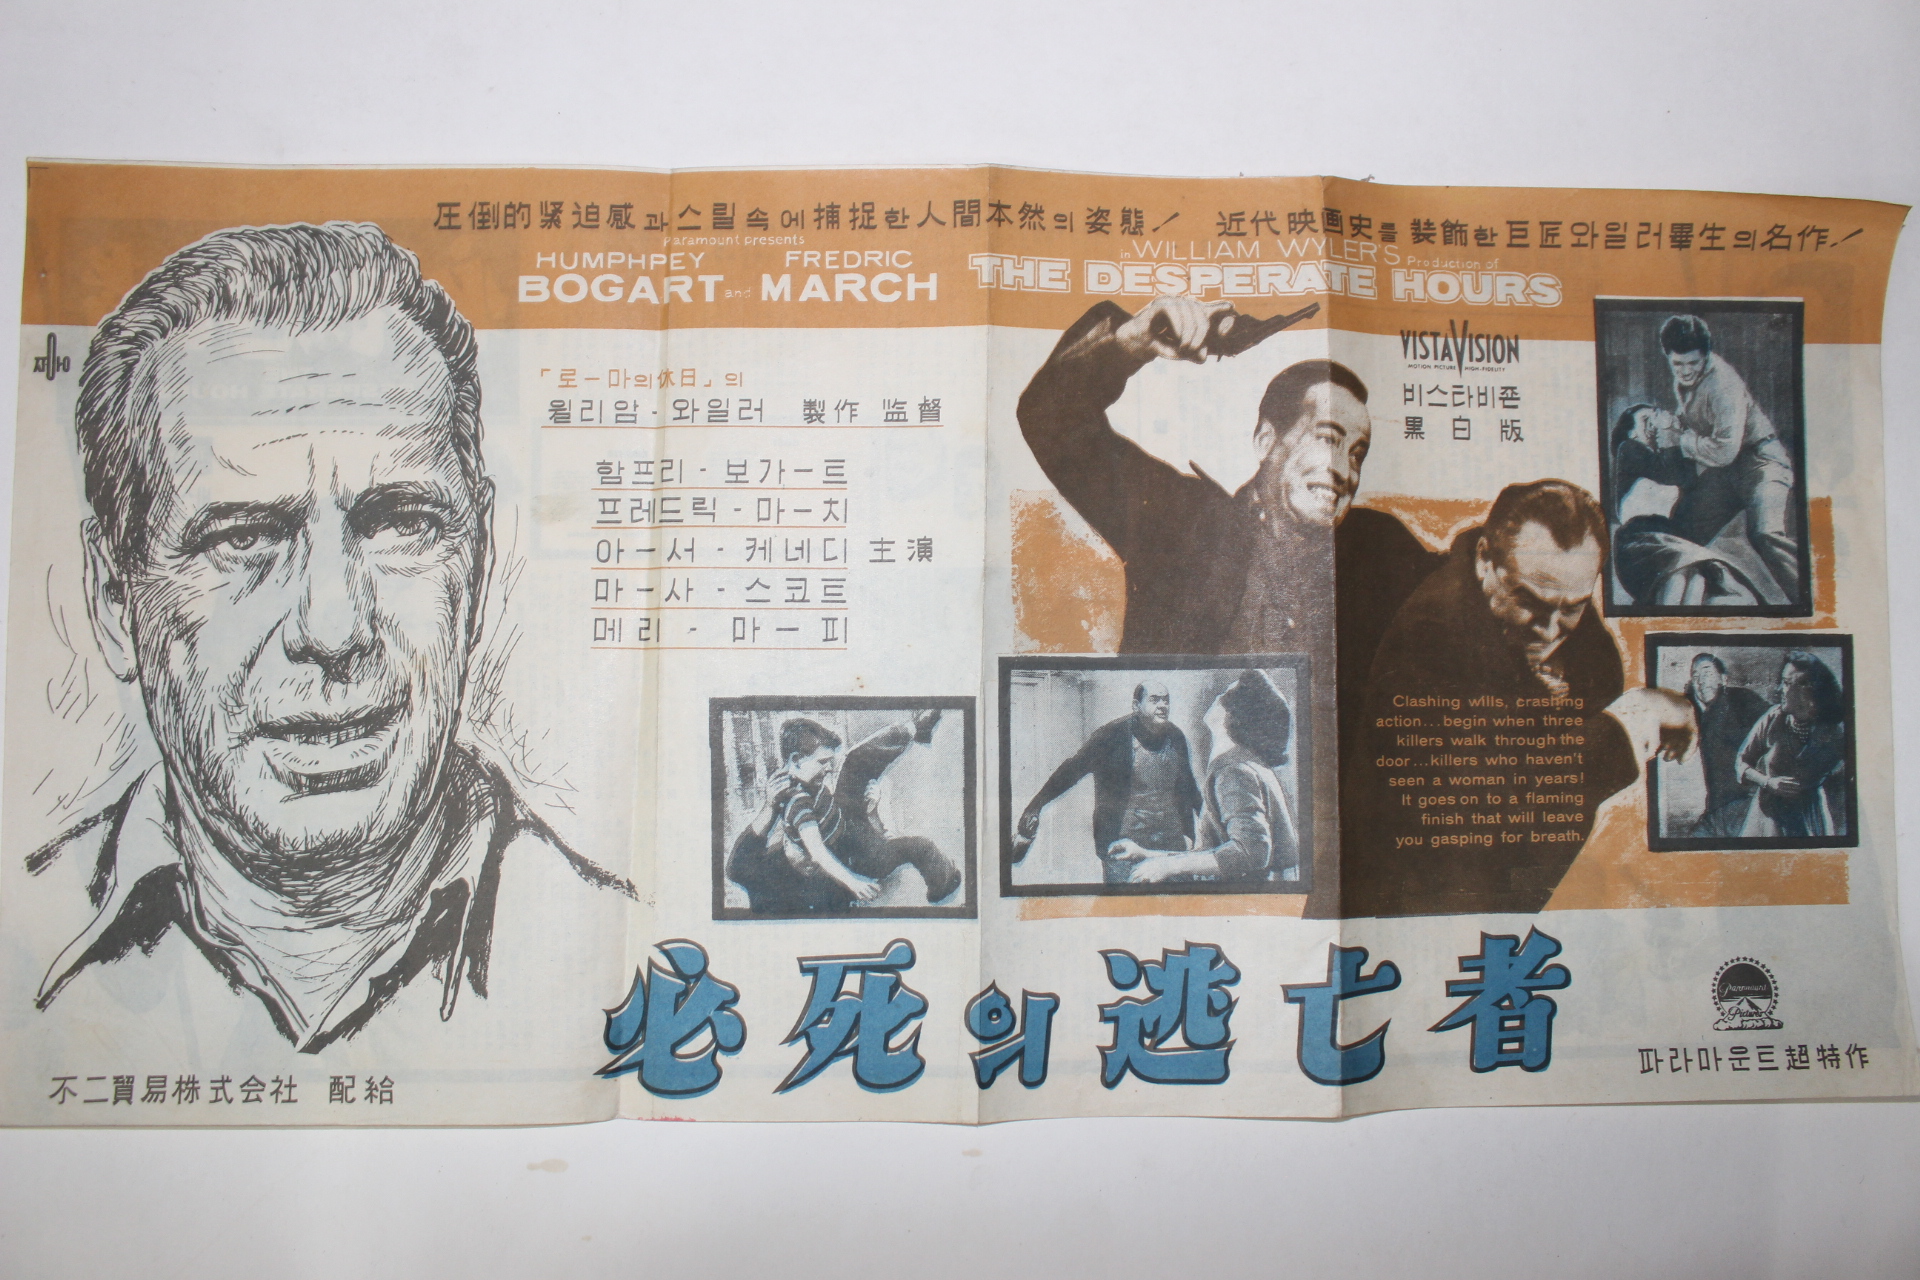 圧倒的緊迫感과스릴속에捕捉한人間本然의姿態! 近代映画史를装飾한巨匠와일러畢生의名作!
Paramount presents
HUMPHREY BOGART and FREDRIC MARCH
in WILLIAM WYLER'S Production of
THE DESPERATE HOURS
VISTAVISION
MOTION PICTURE HIGH-FIDELITY
비스타비죤
黒白版
자유
「로-마의休日」의
윌리암-와일러 製作 監督
함프리-보가-트
프레드릭-마-치
아-서-케네디 主演
마-사-스코트
메리-마-피
Clashing wills, crashing
action...begin when three
killers walk through the
door...killers who haven't
seen a woman in years!
It goes on to a flaming
finish that will leave
you gasping for breath.
必死의逃亡者
Paramount
Pictures
파라마운트超特作
不二貿易株式会社 配給